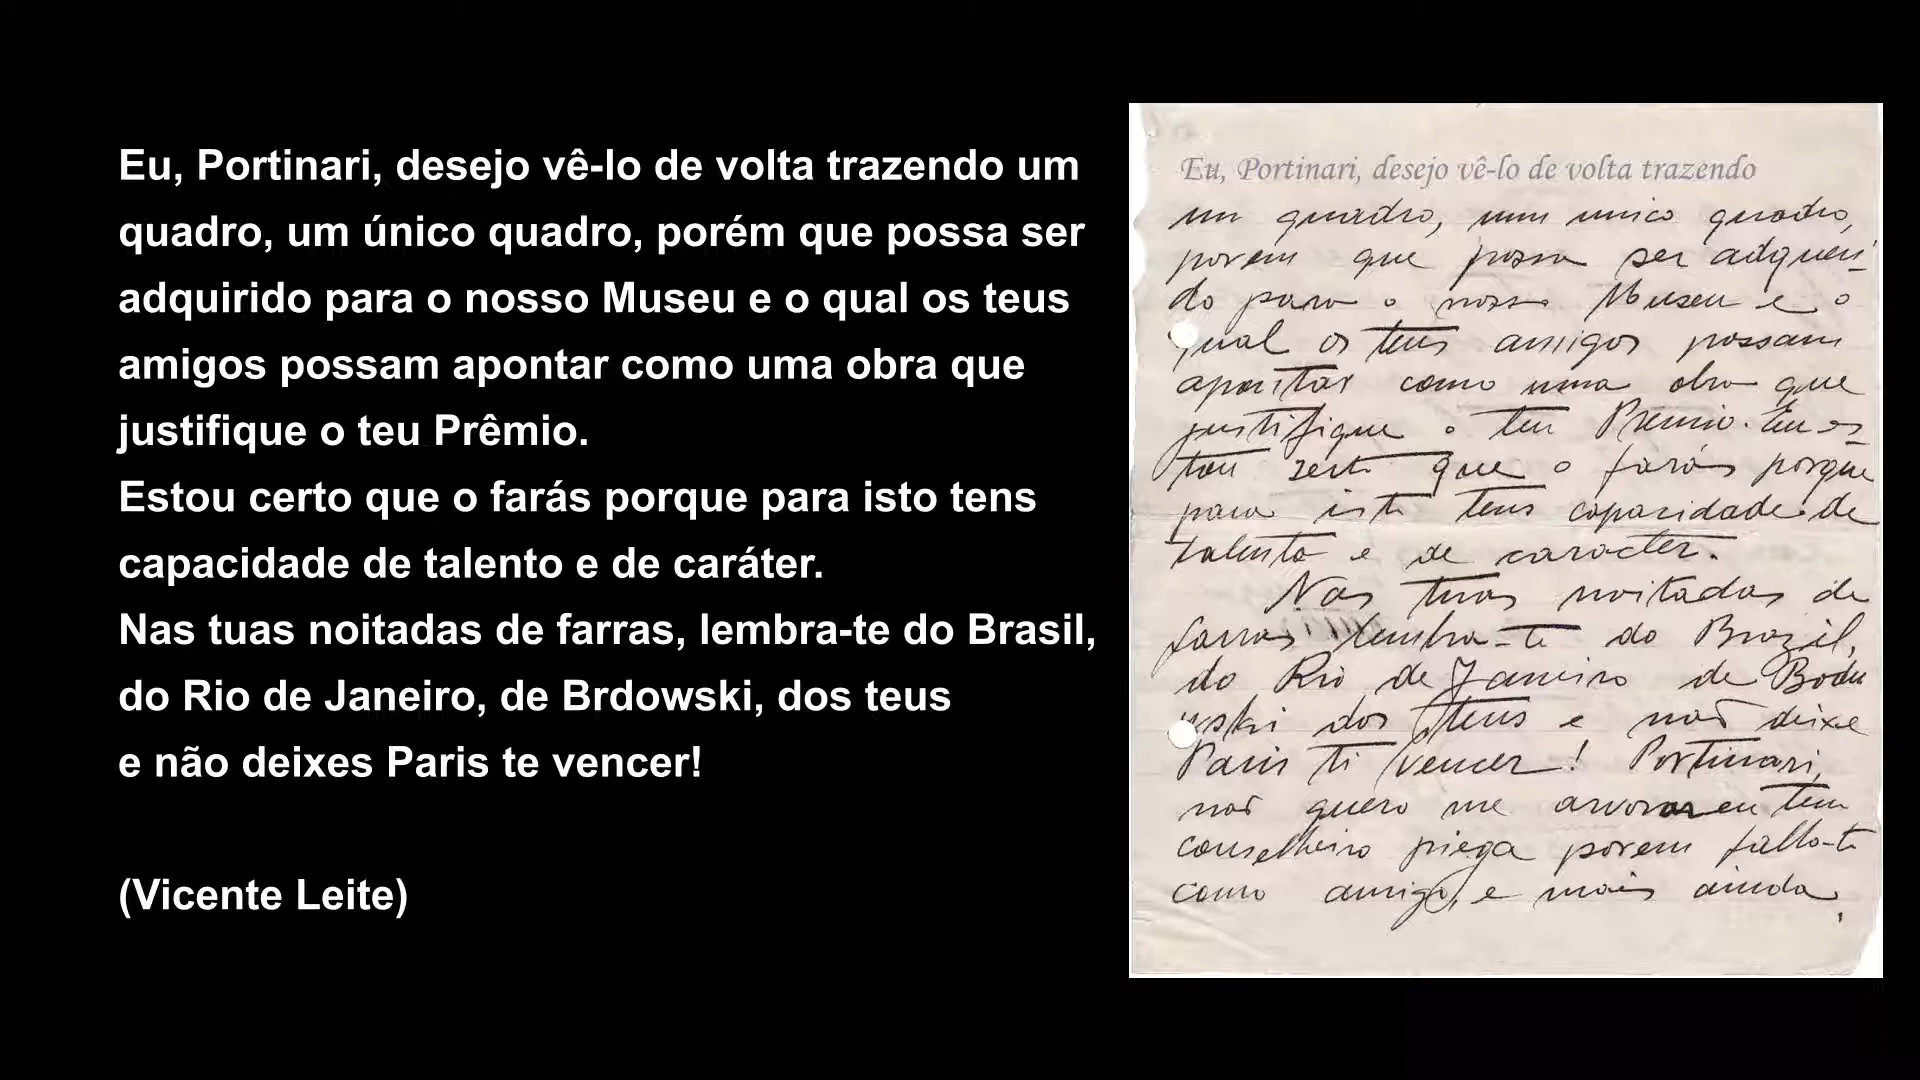 Eu, Portinari, desejo vê-lo de volta trazendo um
quadro, um único quadro, porém que possa ser
adquirido para o nosso Museu e o qual os teus
amigos possam apontar como uma obra que
justifique o teu Prêmio.
Estou certo que o farás porque para isto tens
capacidade de talento e de caráter.
Nas tuas noitadas de farras, lembra-te do Brasil,
do Rio de Janeiro, de Brdowski, dos teus
e não deixes Paris te vencer!
(Vicente Leite)
Eu, Portinari, desejo vê-lo de volta trazendo
um quadro, um unico quadro,
porem que possa ser adqueri-
do para o nosso Museu e o
qual os teus amigos possam
apontar como uma obra que
justifique o teu Premio. Eu es-
tou certo que o farás porque
para isto tens capacidade de
talento e de caracter.
Nas tuas noitadas de
farras lembra-te do Brazil,
do Rio de Janeiro de Bodo
wski dos teus e não deixe
Paris ti vencer! Portinari,
não quero me arvorar eu tem
conselheiro piega porem fallo-te
como amigo, e mais ainda,